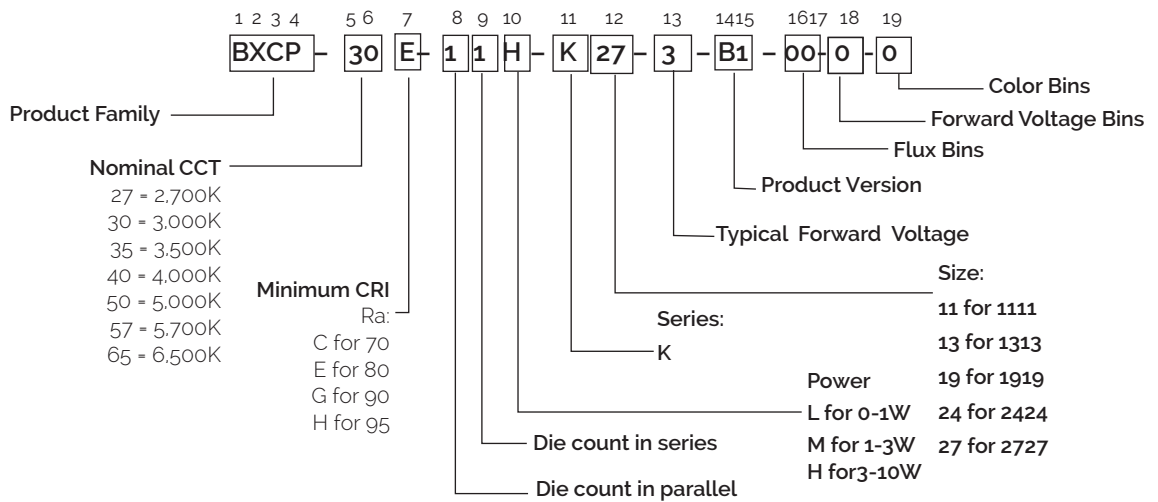 1 2 3 4 5 6 7 8 9 10 11 12 13 1415 1617 18 19
BXCP - 30 E - 1 1 H - K 27 - 3 - B1 - 00 - 0 - 0
Color Bins
Product Family
Forward Voltage Bins
Flux Bins
Nominal CCT
27 = 2,700K
30 = 3,000K
35 = 3,500K
40 = 4,000K
50 = 5,000K
57 = 5,700K
65 = 6,500K
Product Version
Typical Forward Voltage
Minimum CRI
Ra:
C for 70
E for 80
G for 90
H for 95
Size:
11 for 1111
13 for 1313
19 for 1919
24 for 2424
27 for 2727
Series:
K
Power
L for 0-1W
M for 1-3W
H for3-10W
Die count in series
Die count in parallel